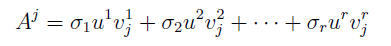 A^j = σ_1 u^1 v_j^1 + σ_2 u^2 v_j^2 + ··· + σ_r u^r v_j^r